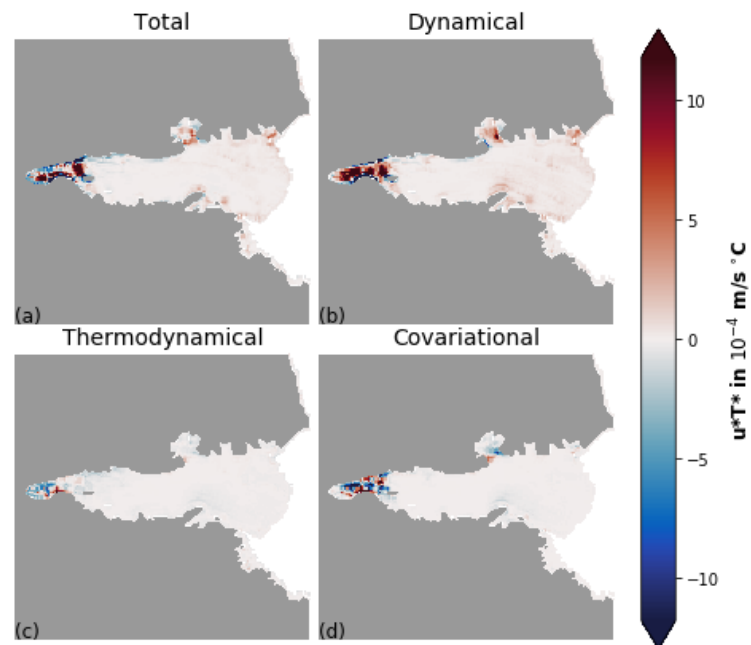 Total
Dynamical
(a)
(b)
Thermodynamical
Covariational
(c)
(d)
10
5
0
−5
−10
u*T* in 10⁻⁴ m/s °C